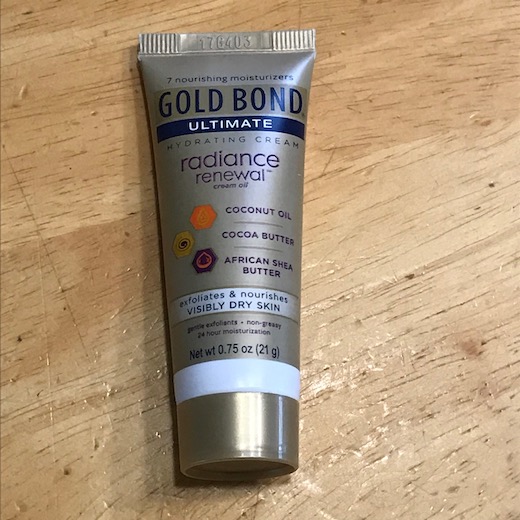 176403
7 nourishing moisturizers
GOLD BOND
ULTIMATE
HYDRATING CREAM
radiance
renewal™
cream oil
COCONUT OIL
COCOA BUTTER
AFRICAN SHEA
BUTTER
exfoliates & nourishes
VISIBLY DRY SKIN
gentle exfoliants • non-greasy
24 hour moisturization
Net wt 0.75 oz (21 g)